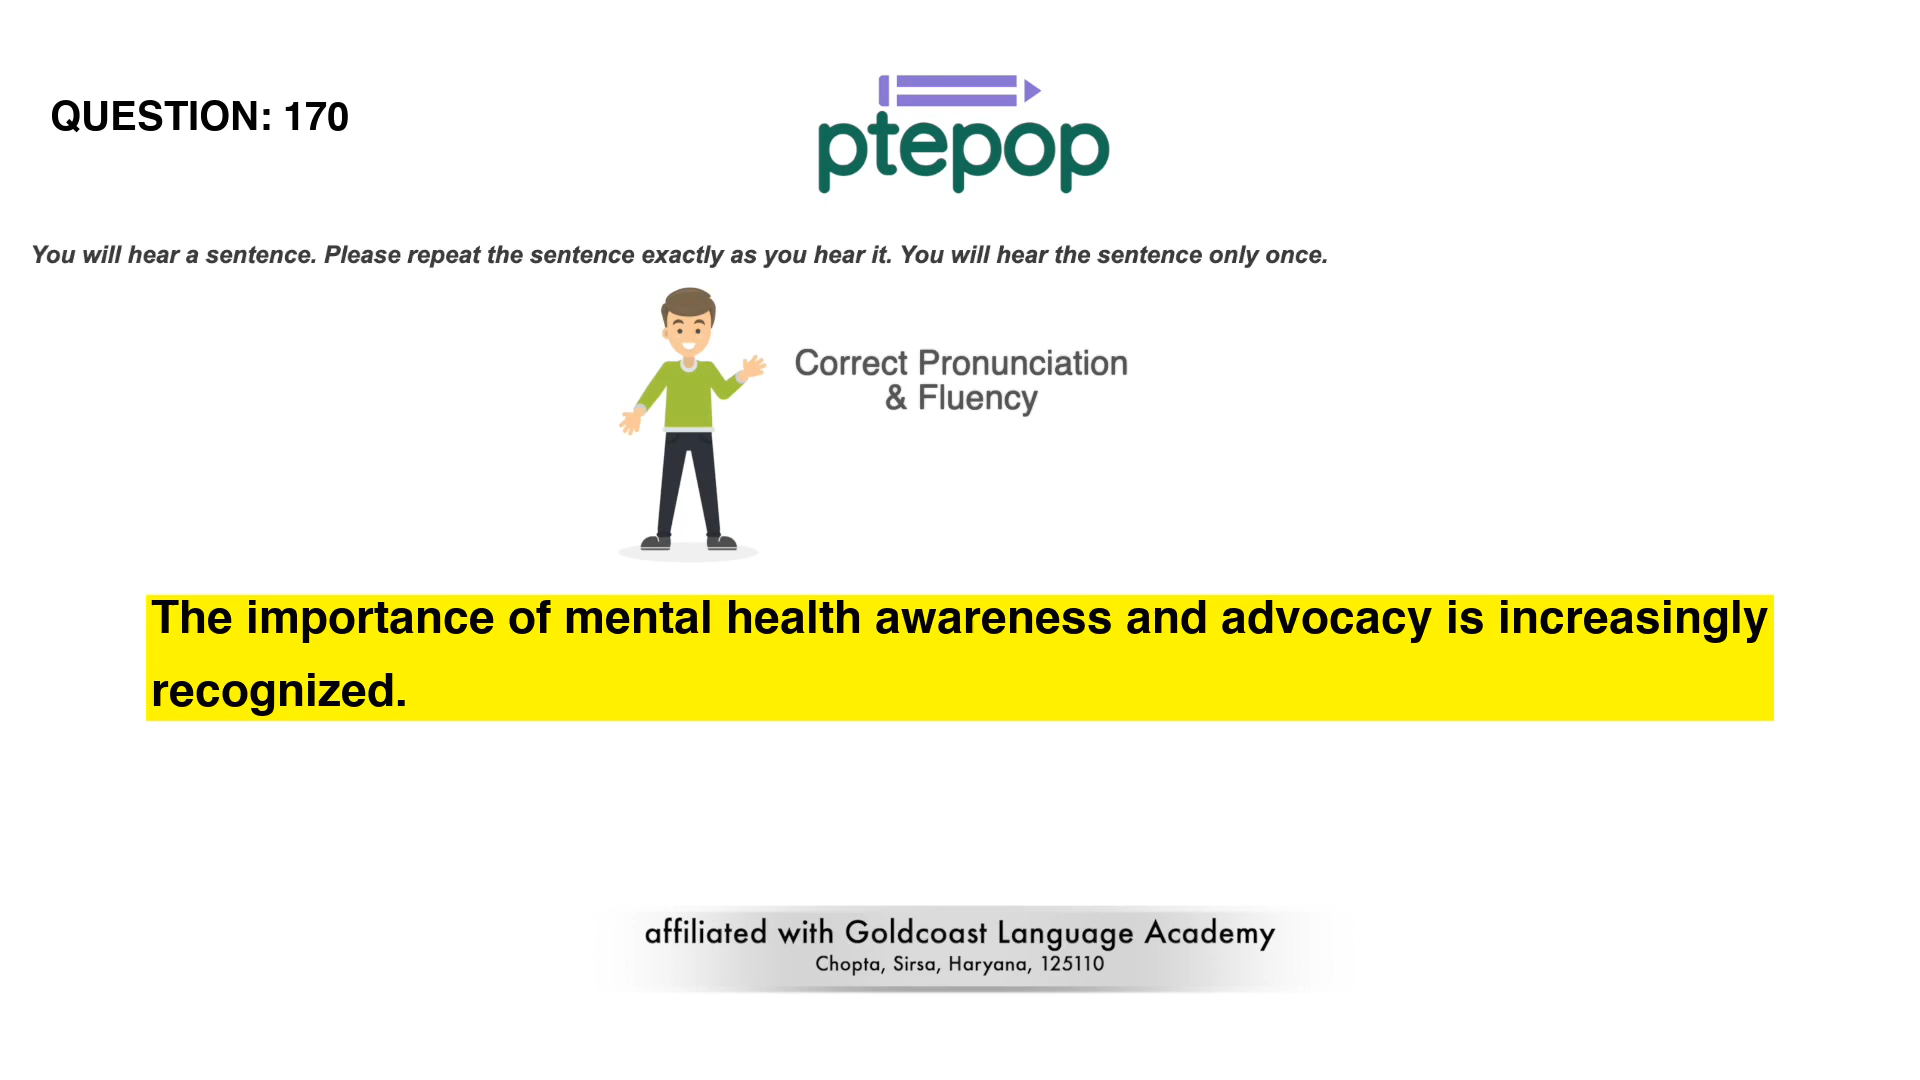 QUESTION: 170
ptepop
You will hear a sentence. Please repeat the sentence exactly as you hear it. You will hear the sentence only once.
Correct Pronunciation
& Fluency
The importance of mental health awareness and advocacy is increasingly
recognized.
affiliated with Goldcoast Language Academy
Chopta, Sirsa, Haryana, 125110